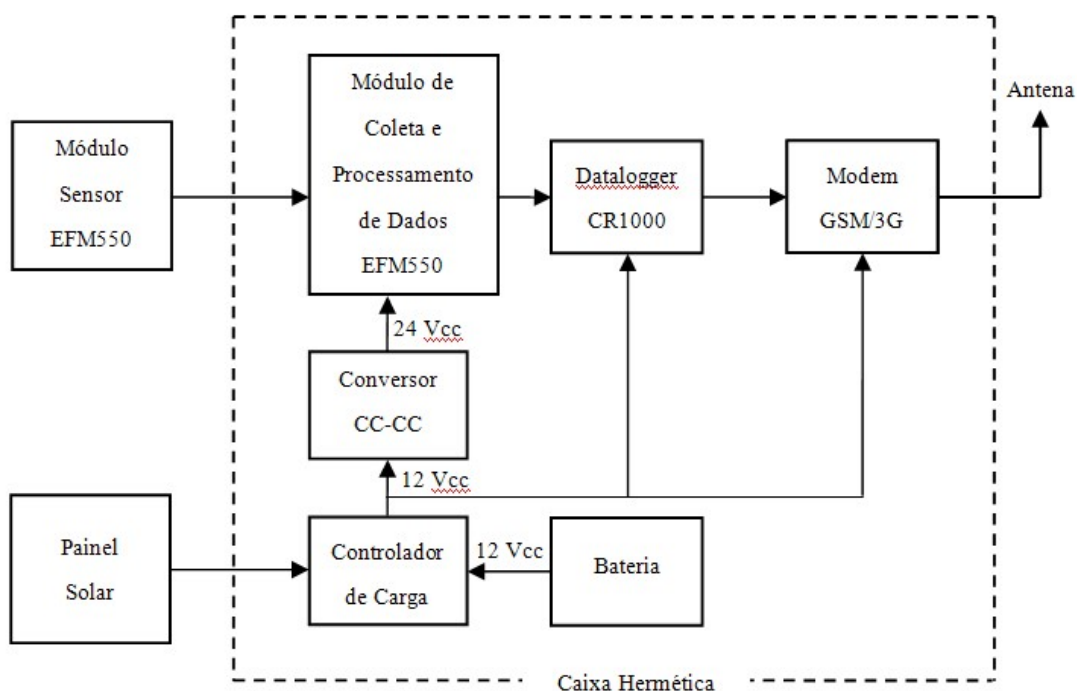 Módulo de
Coleta e
Processamento
de Dados
EFM550
Antena
Módulo
Sensor
EFM550
Datalogger
CR1000
Modem
GSM/3G
24 Vcc
Conversor
CC-CC
12 Vcc
Painel
Solar
Controlador
de Carga
12 Vcc
Bateria
Caixa Hermética